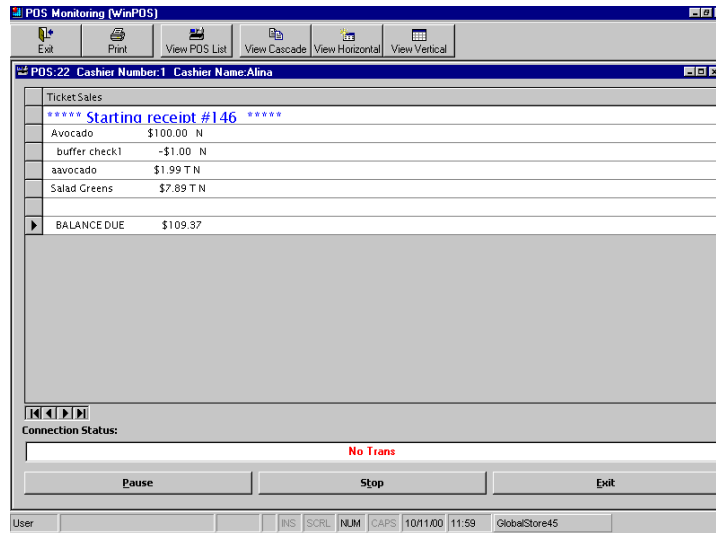 POS Monitoring (WinPOS)
Exit Print View POS List View Cascade View Horizontal View Vertical
POS:22 Cashier Number:1 Cashier Name:Alina
Ticket Sales
***** Starting receipt #146 *****
Avocado $100.00 N
buffer check1 -$1.00 N
aavocado $1.99 T N
Salad Greens $7.89 T N
BALANCE DUE $109.37
Connection Status:
No Trans
Pause Stop Exit
User INS SCRL NUM CAPS 10/11/00 11:59 GlobalStore45